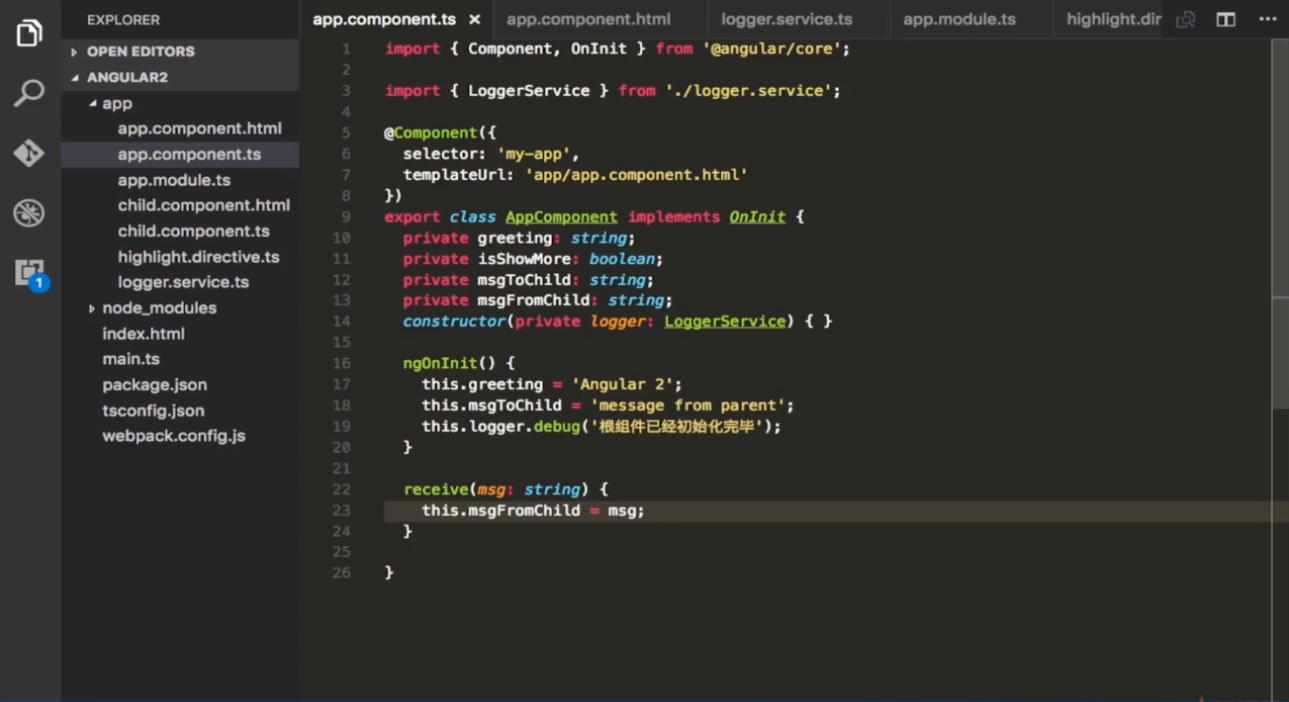 EXPLORER
OPEN EDITORS
ANGULAR2
app
app.component.html
app.component.ts
app.module.ts
child.component.html
child.component.ts
highlight.directive.ts
logger.service.ts
node_modules
index.html
main.ts
package.json
tsconfig.json
webpack.config.js
1
app.component.ts × app.component.html logger.service.ts app.module.ts highlight.dir
1 import { Component, OnInit } from '@angular/core';
2
3 import { LoggerService } from './logger.service';
4
5 @Component({
6 selector: 'my-app',
7 templateUrl: 'app/app.component.html'
8 })
9 export class AppComponent implements OnInit {
10 private greeting: string;
11 private isShowMore: boolean;
12 private msgToChild: string;
13 private msgFromChild: string;
14 constructor(private logger: LoggerService) { }
15
16 ngOnInit() {
17 this.greeting = 'Angular 2';
18 this.msgToChild = 'message from parent';
19 this.logger.debug('根组件已经初始化完毕');
20 }
21
22 receive(msg: string) {
23 this.msgFromChild = msg;
24 }
25
26 }